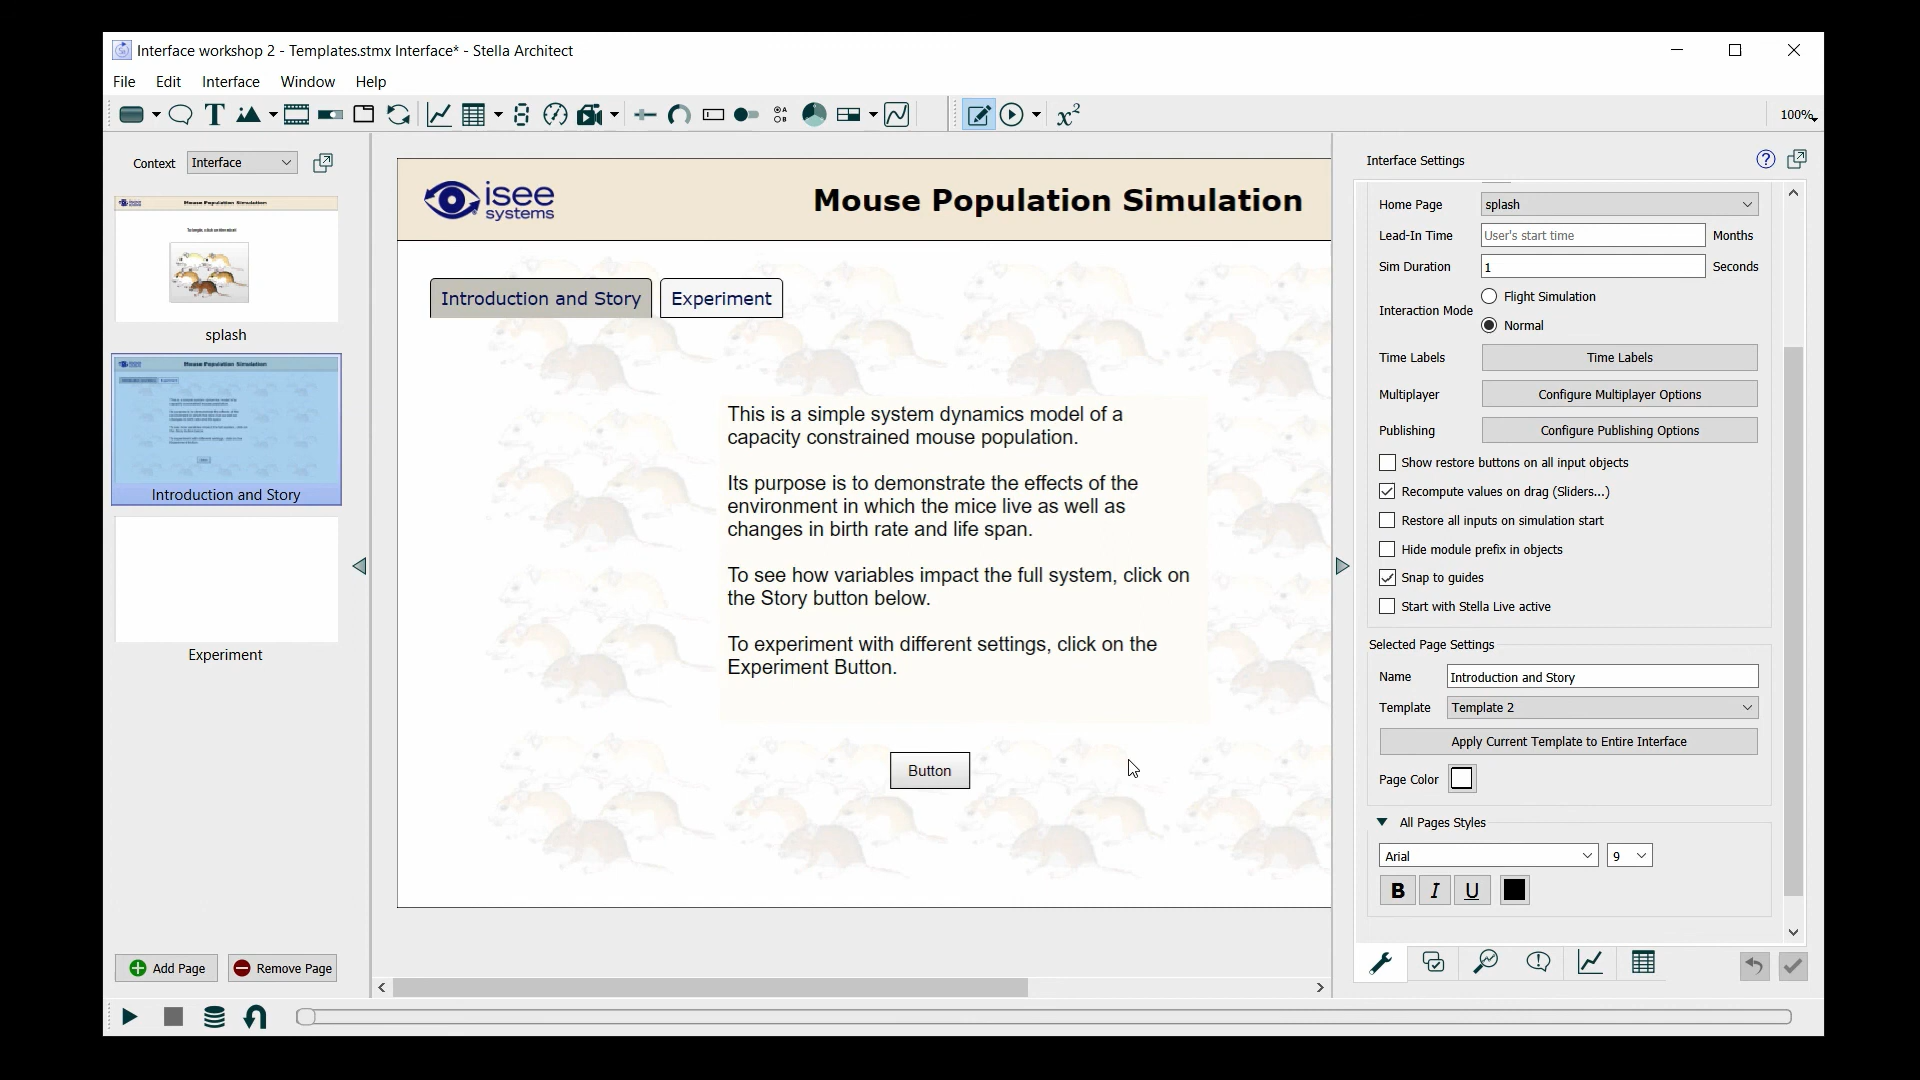 Interface workshop 2 - Templates.stmx Interface* - Stella Architect
File Edit Interface Window Help
100%
Context Interface
Mouse Population Simulation
splash
Mouse Population Simulation
Introduction and Story
Experiment
Add Page Remove Page
isee systems
Mouse Population Simulation
Introduction and Story Experiment
This is a simple system dynamics model of a
capacity constrained mouse population.
Its purpose is to demonstrate the effects of the
environment in which the mice live as well as
changes in birth rate and life span.
To see how variables impact the full system, click on
the Story button below.
To experiment with different settings, click on the
Experiment Button.
Button
Interface Settings
Home Page splash
Lead-In Time User's start time Months
Sim Duration 1 Seconds
Interaction Mode
Flight Simulation
Normal
Time Labels Time Labels
Multiplayer Configure Multiplayer Options
Publishing Configure Publishing Options
Show restore buttons on all input objects
Recompute values on drag (Sliders...)
Restore all inputs on simulation start
Hide module prefix in objects
Snap to guides
Start with Stella Live active
Selected Page Settings
Name Introduction and Story
Template Template 2
Apply Current Template to Entire Interface
Page Color
All Pages Styles
Arial 9
B I U